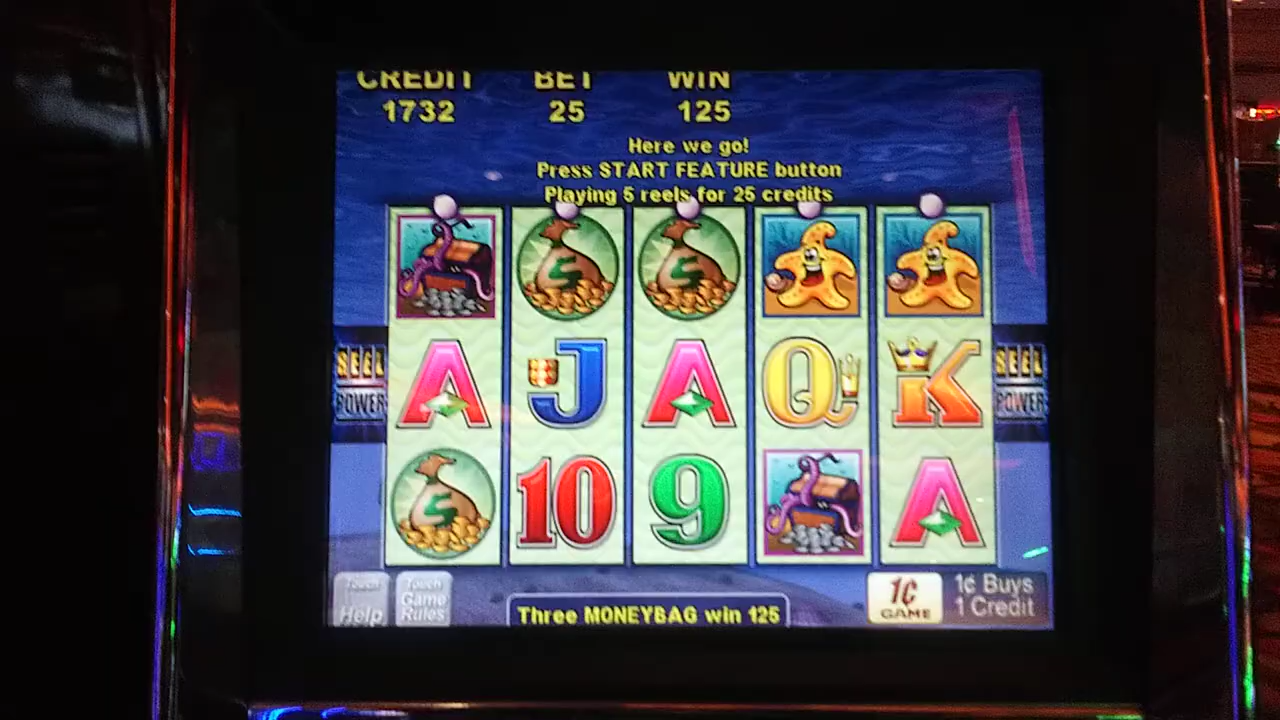 CREDIT BET WIN
1732 25 125
Here we go!
Press START FEATURE button
Playing 5 reels for 25 credits
A J A Q K
REEL POWER
REEL POWER
10 9 A
Touch Help
Touch Game Rules
Three MONEYBAG win 125
1¢ GAME
1¢ Buys
1 Credit